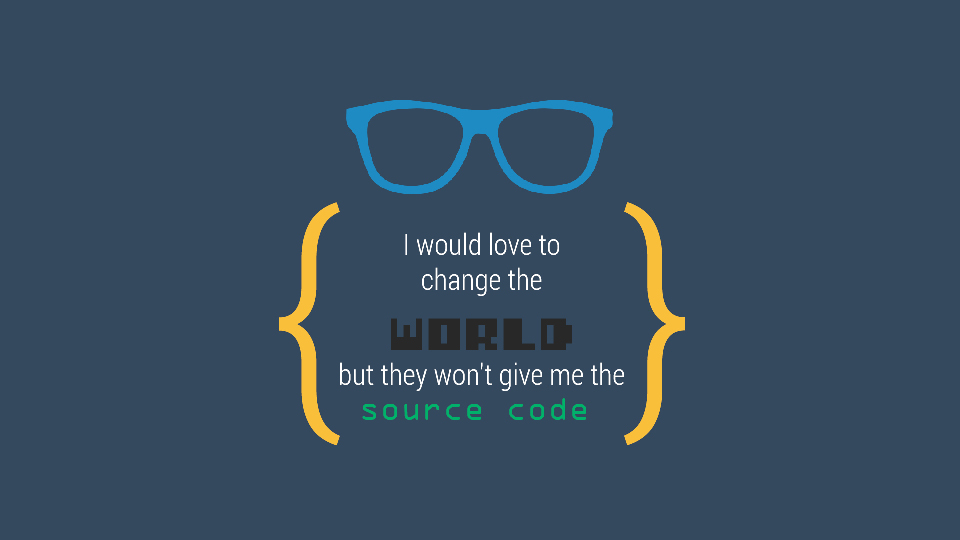 I would love to
change the
WORLD
but they won't give me the
source code